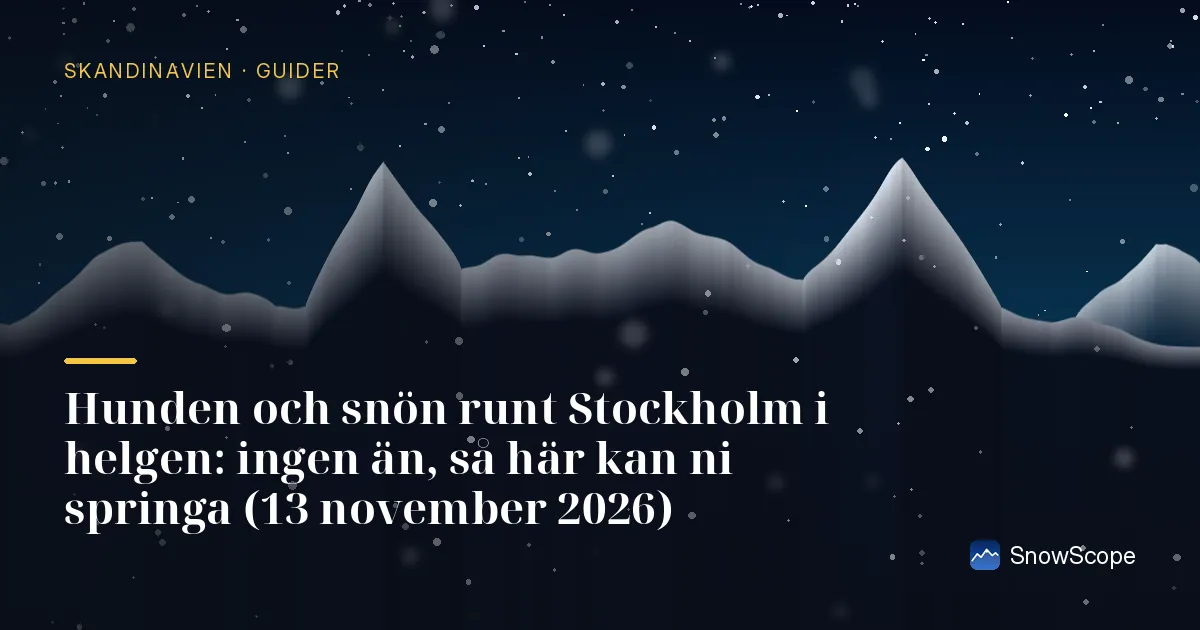 SKANDINAVIEN · GUIDER
Hunden och snön runt Stockholm i
helgen: ingen än, så här kan ni
springa (13 november 2026)
SnowScope